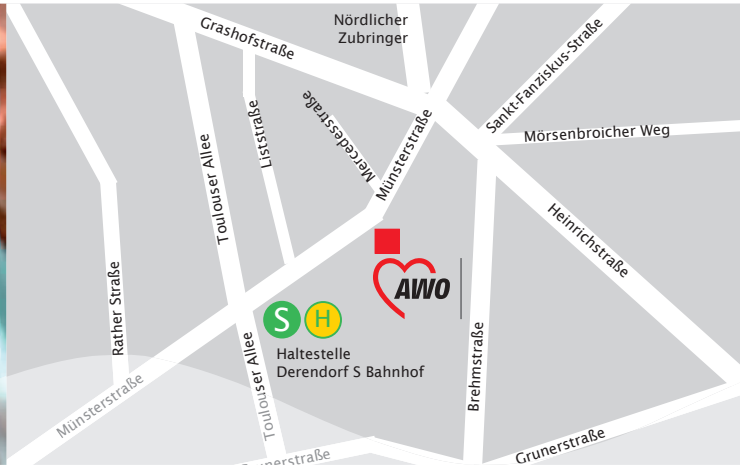 Nördlicher
Zubringer
Grashofstraße
Sankt-Fanziskus-Straße
Mörsenbroicher Weg
Mercedesstraße
Münsterstraße
Liststraße
Toulouser Allee
Heinrichstraße
Rather Straße
AWO
S H
Haltestelle
Derendorf S Bahnhof
Brehmstraße
Toulouser Allee
Münsterstraße
Grunerstraße
Grunerstraße